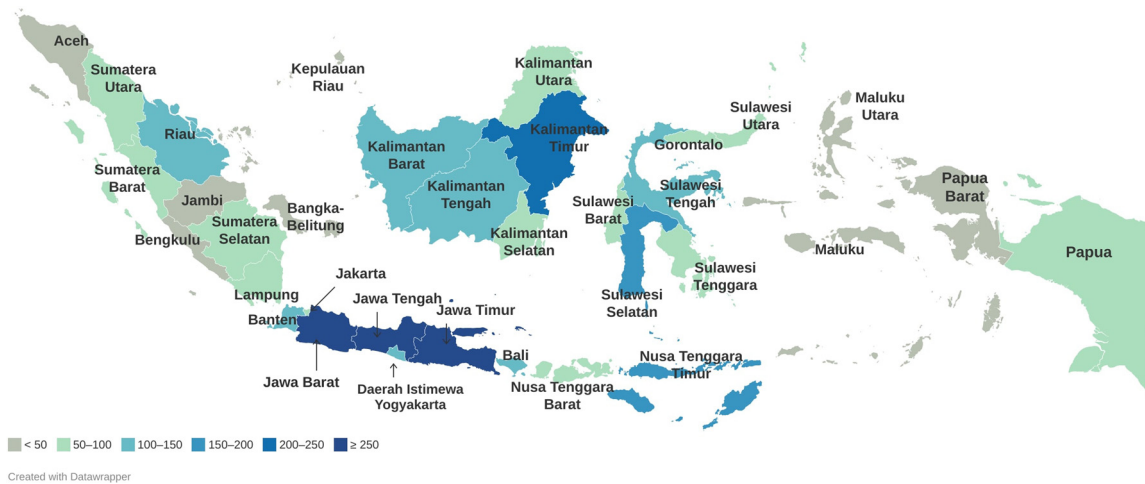 Aceh
Sumatera
Utara
Kepulauan
Riau
Kalimantan
Utara
Maluku
Utara
Sulawesi
Utara
Riau
Kalimantan
Timur
Kalimantan
Barat
Gorontalo
Sumatera
Barat
Kalimantan
Tengah
Sulawesi
Tengah
Papua
Barat
Jambi
Bangka-
Belitung
Sulawesi
Barat
Sumatera
Selatan
Bengkulu
Kalimantan
Selatan
Maluku
Papua
Sulawesi
Tenggara
Jakarta
Lampung
Jawa Tengah
Sulawesi
Selatan
Banten
Jawa Timur
Bali
Nusa Tenggara
Timur
Jawa Barat
Daerah Istimewa
Yogyakarta
Nusa Tenggara
Barat
< 50
50–100
100–150
150–200
200–250
≥ 250
Created with Datawrapper